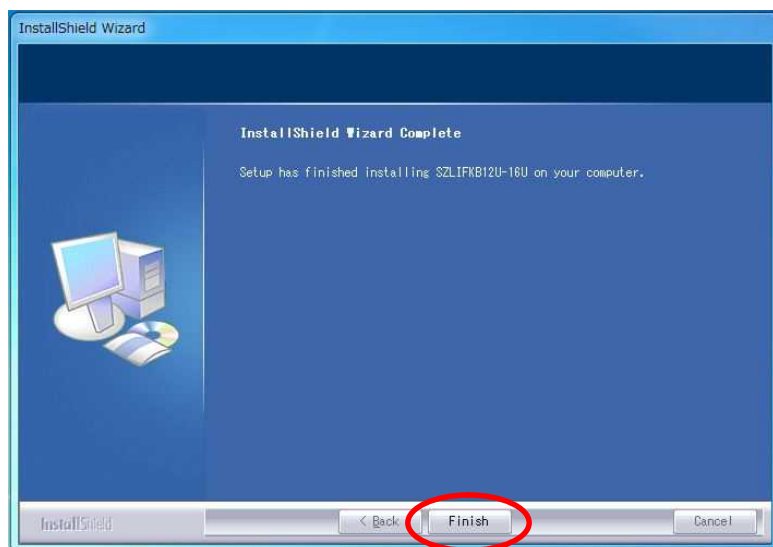 InstallShield Wizard
InstallShield Wizard Complete
Setup has finished installing SZLIFKB12U-16U on your computer.
InstallShield
< Back
Finish
Cancel